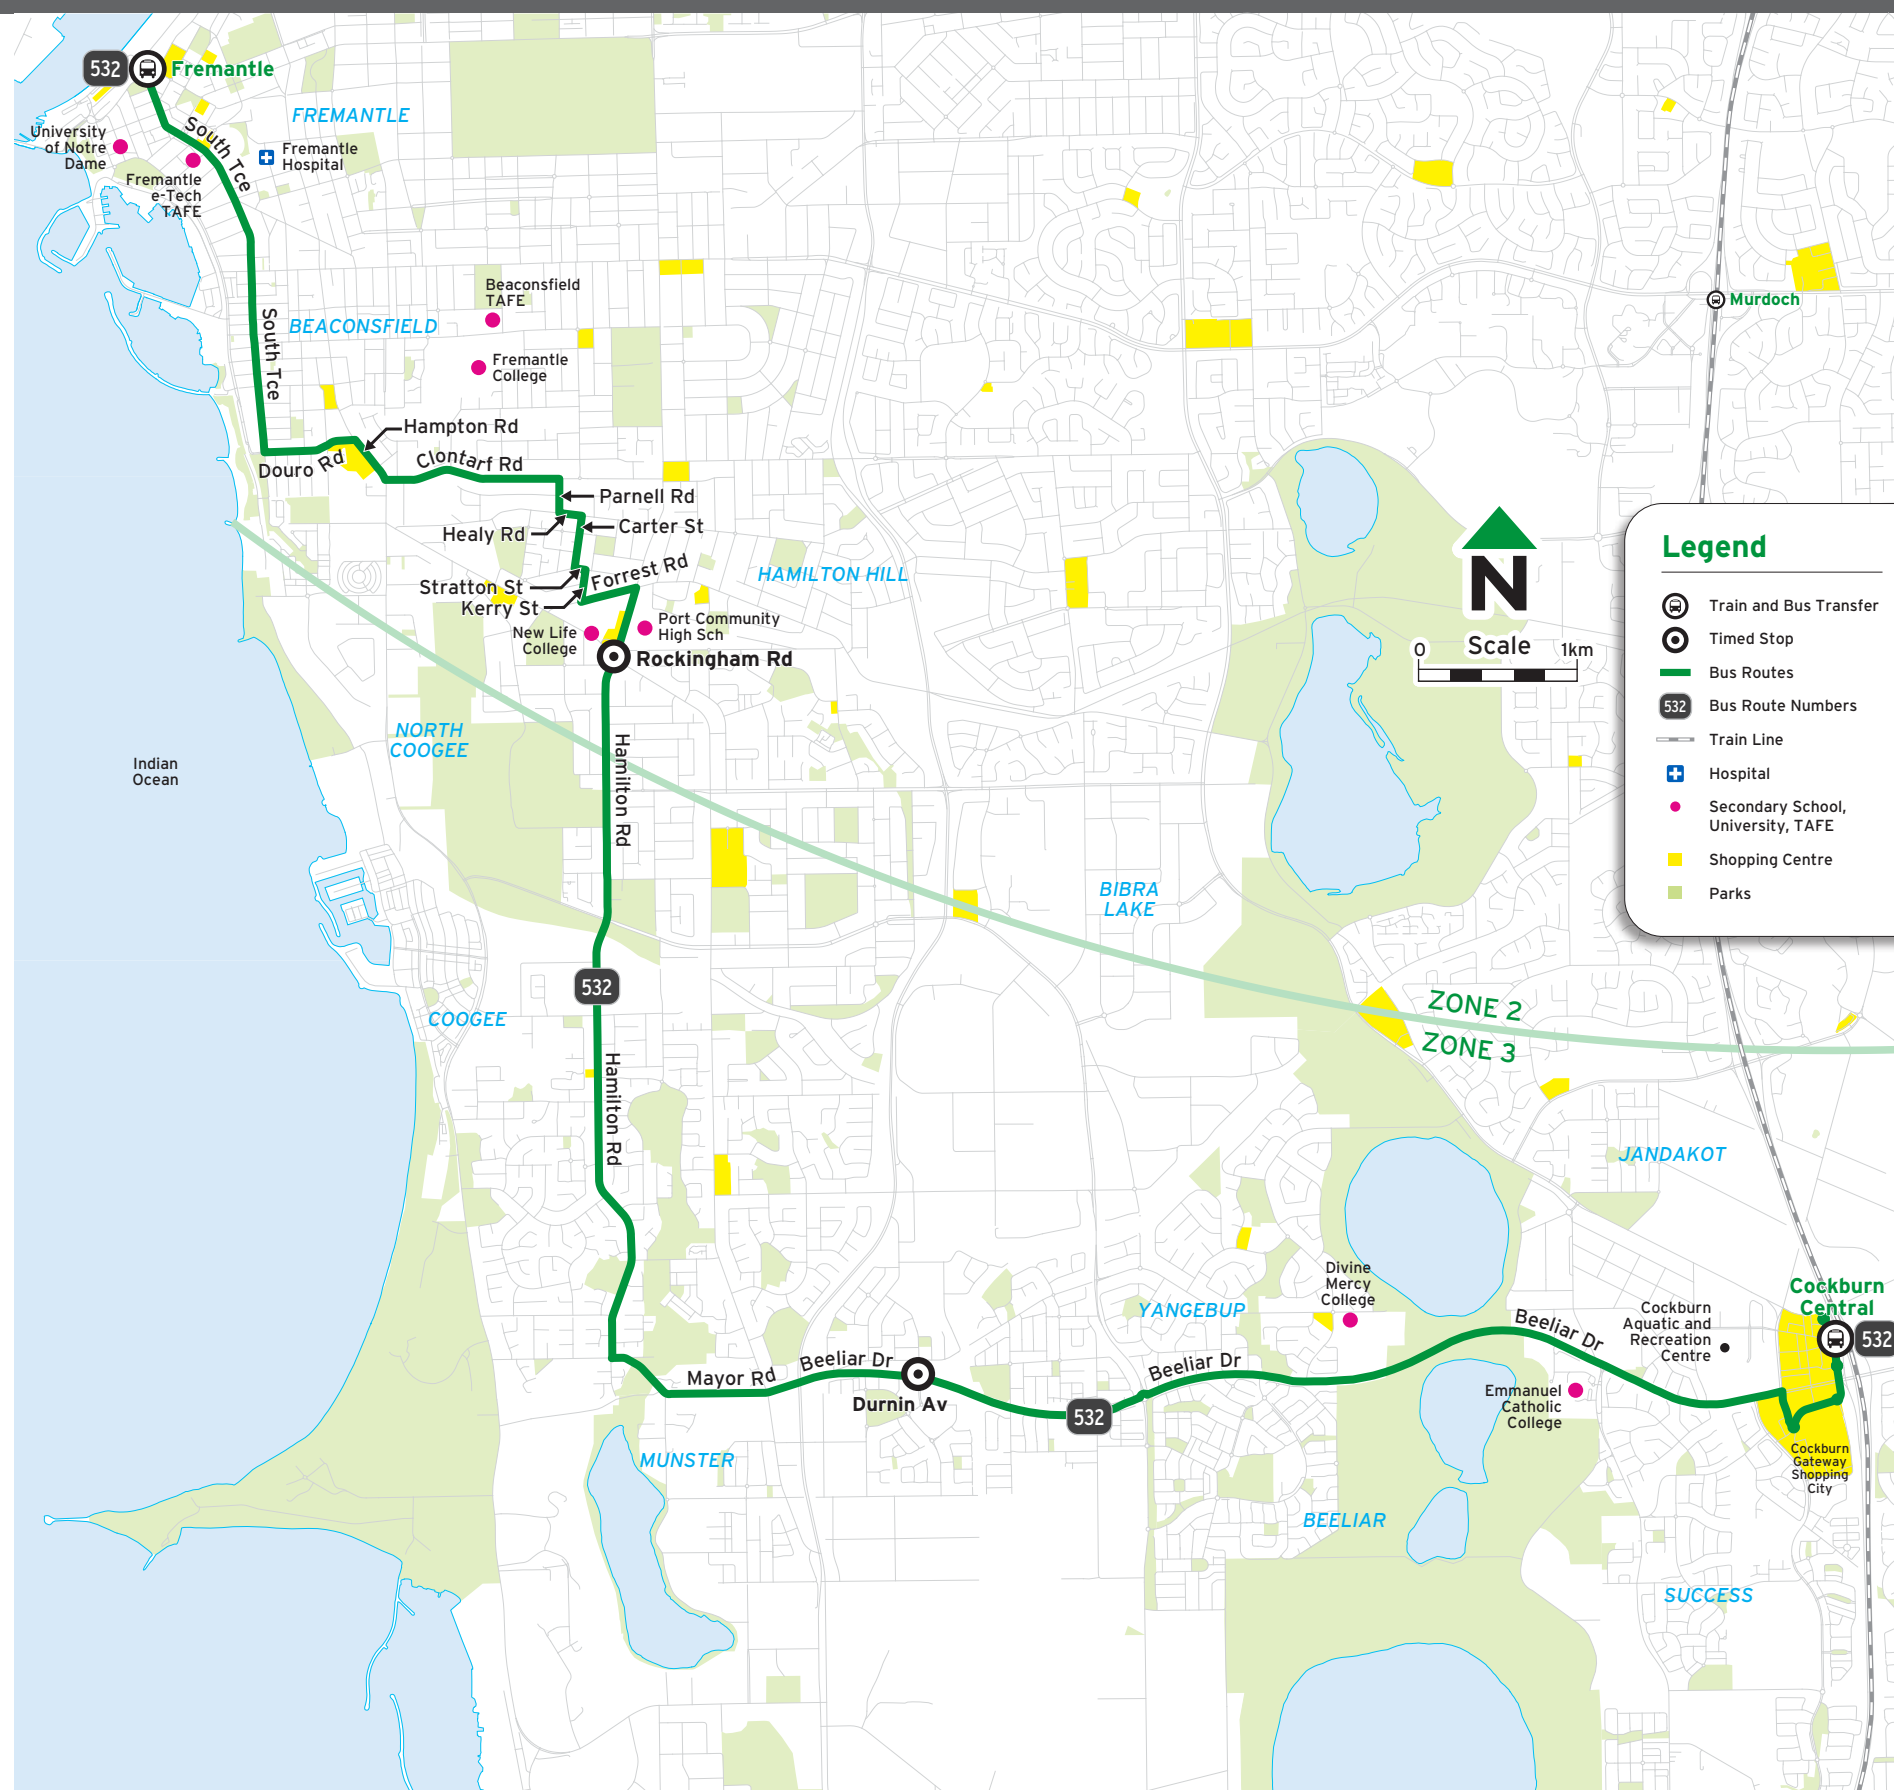 532
Fremantle
FREMANTLE
University
of Notre
Dame
South Tce
Fremantle
Hospital
Fremantle
e-Tech
TAFE
Beaconsfield
TAFE
Murdoch
South Tce
BEACONSFIELD
Fremantle
College
Hampton Rd
Douro Rd
Clontarf Rd
Parnell Rd
Healy Rd
Carter St
Stratton St
Forrest Rd
Kerry St
HAMILTON HILL
New Life
College
Port Community
High Sch
Rockingham Rd
N
Scale
0
1km
Legend
Train and Bus Transfer
Timed Stop
Bus Routes
532
Bus Route Numbers
Train Line
Hospital
Secondary School,
University, TAFE
Shopping Centre
Parks
NORTH
COOGEE
Indian
Ocean
Hamilton Rd
BIBRA
LAKE
532
COOGEE
ZONE 2
ZONE 3
Hamilton Rd
JANDAKOT
Divine
Mercy
College
YANGEBUP
Cockburn
Central
532
Cockburn
Aquatic and
Recreation
Centre
Beeliar Dr
Mayor Rd
Beeliar Dr
Durnin Av
Beeliar Dr
532
Emmanuel
Catholic
College
Cockburn
Gateway
Shopping
City
MUNSTER
BEELIAR
SUCCESS